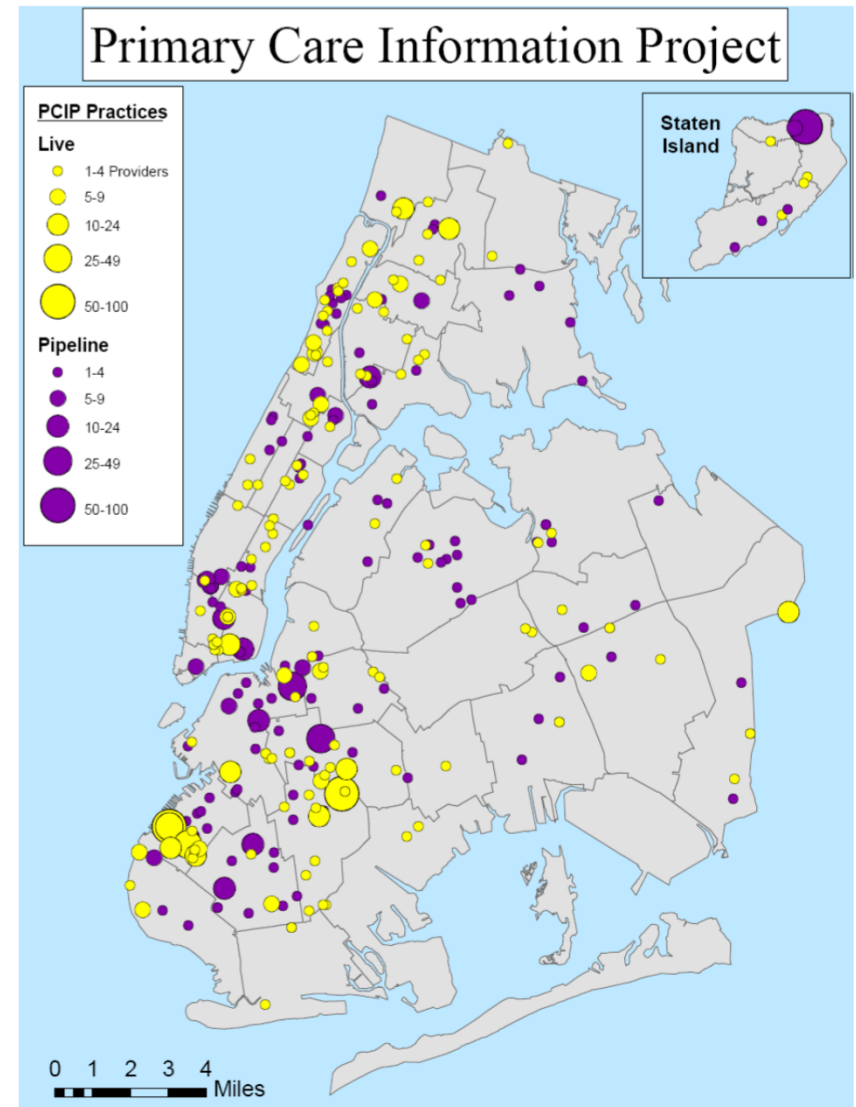 Primary Care Information Project
PCIP Practices
Live
1-4 Providers
5-9
10-24
25-49
50-100
Pipeline
1-4
5-9
10-24
25-49
50-100
Staten
Island
0 1 2 3 4
Miles